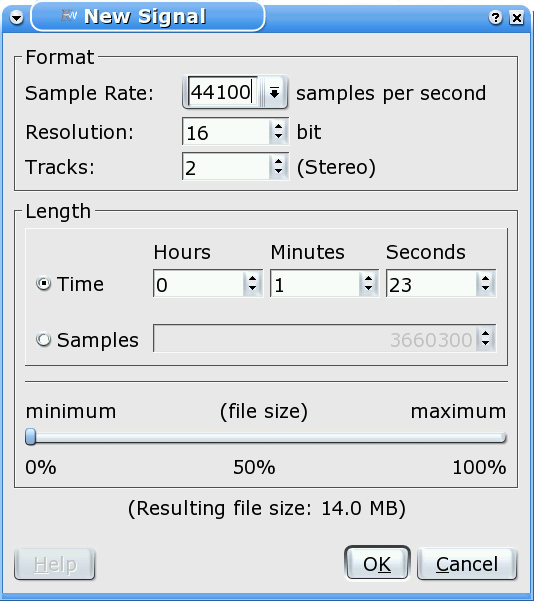 New Signal
Format
Sample Rate: 44100 samples per second
Resolution: 16 bit
Tracks: 2 (Stereo)
Length
Hours Minutes Seconds
Time 0 1 23
Samples 3660300
minimum (file size) maximum
0% 50% 100%
(Resulting file size: 14.0 MB)
Help OK Cancel